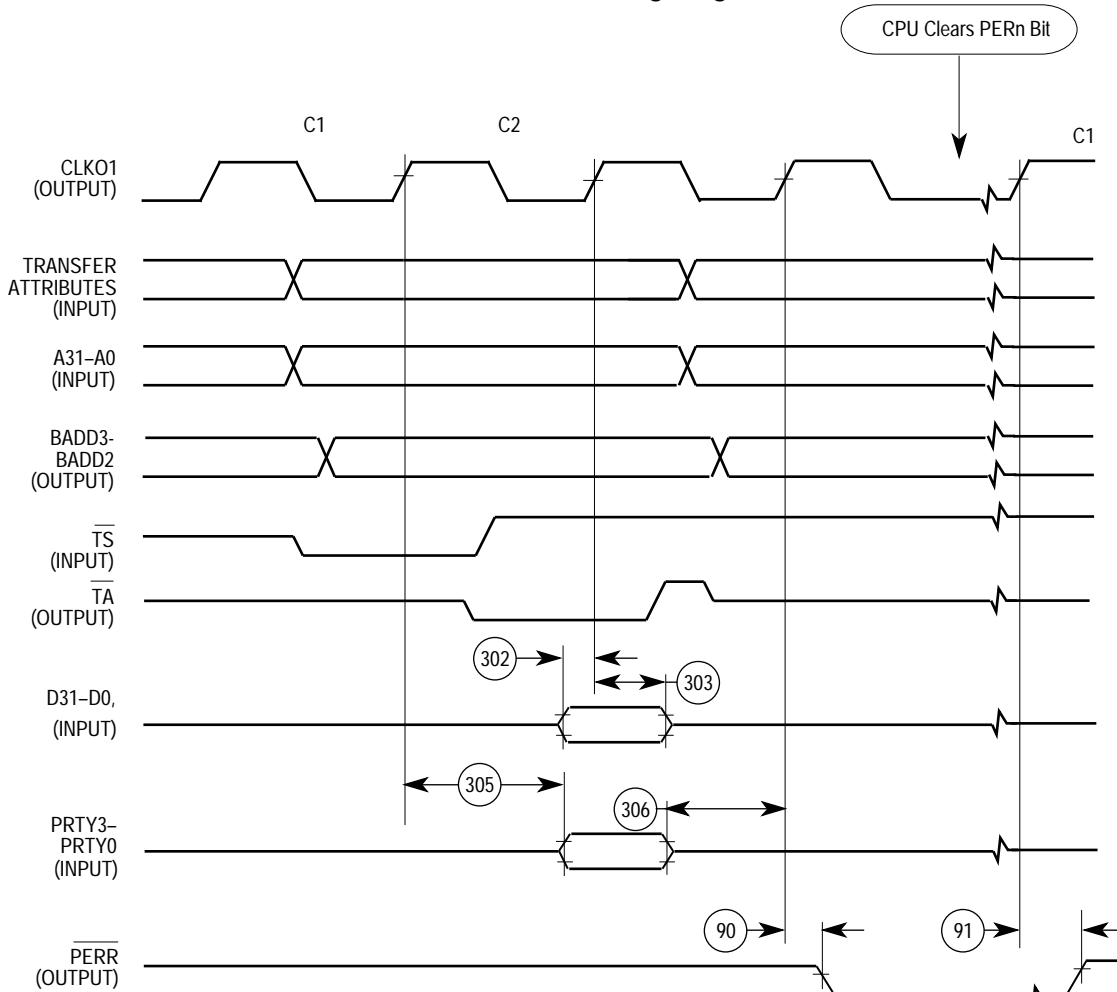 CPU Clears PERn Bit
C1
C2
C1
CLKO1
(OUTPUT)
TRANSFER
ATTRIBUTES
(INPUT)
A31–A0
(INPUT)
BADD3-
BADD2
(OUTPUT)
TS
(INPUT)
TA
(OUTPUT)
302
303
D31–D0,
(INPUT)
305
306
PRTY3–
PRTY0
(INPUT)
90
91
PERR
(OUTPUT)